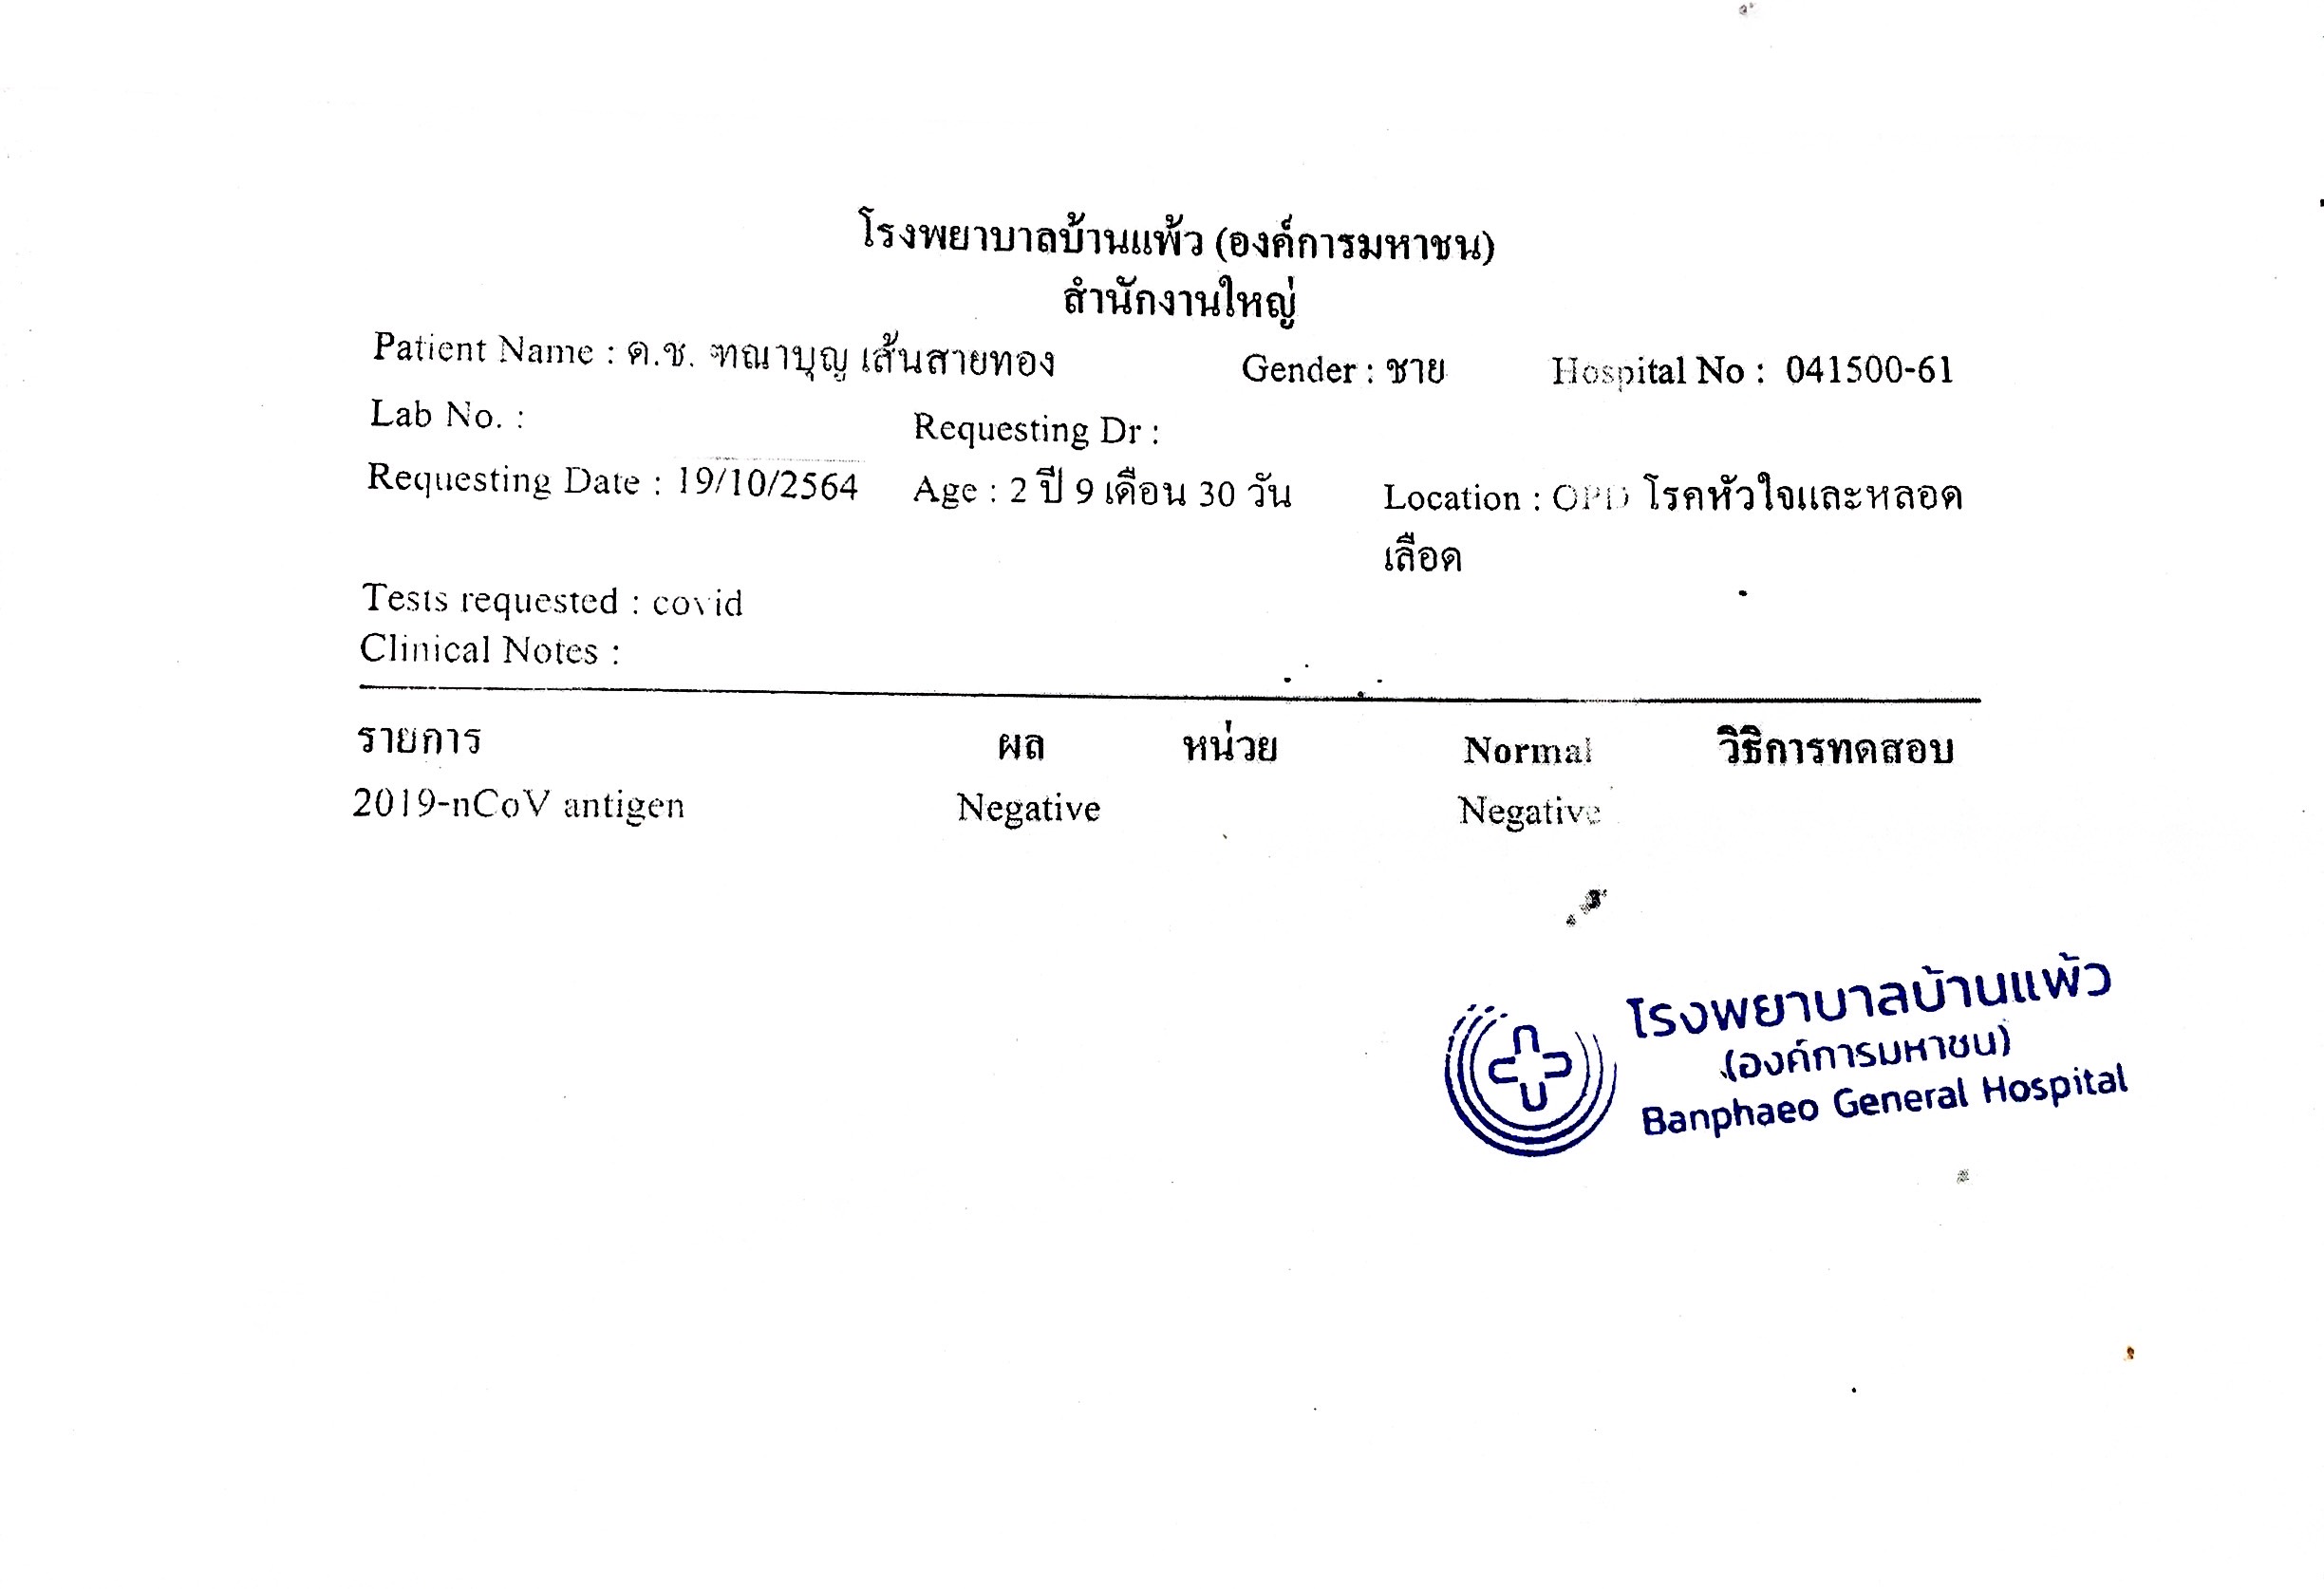 โรงพยาบาลบ้านแพ้ว (องค์การมหาชน)
สำนักงานใหญ่
Patient Name : ด.ช. ฑณาบุญ เส้นสายทอง Gender : ชาย Hospital No : 041500-61
Lab No. : Requesting Dr :
Requesting Date : 19/10/2564 Age : 2 ปี 9 เดือน 30 วัน Location : OPD โรคหัวใจและหลอด
เลือด
Tests requested : covid
Clinical Notes :
รายการ ผล หน่วย Normal วิธีการทดสอบ
2019-nCoV antigen Negative Negative
โรงพยาบาลบ้านแพ้ว
(องค์การมหาชน)
Banphaeo General Hospital